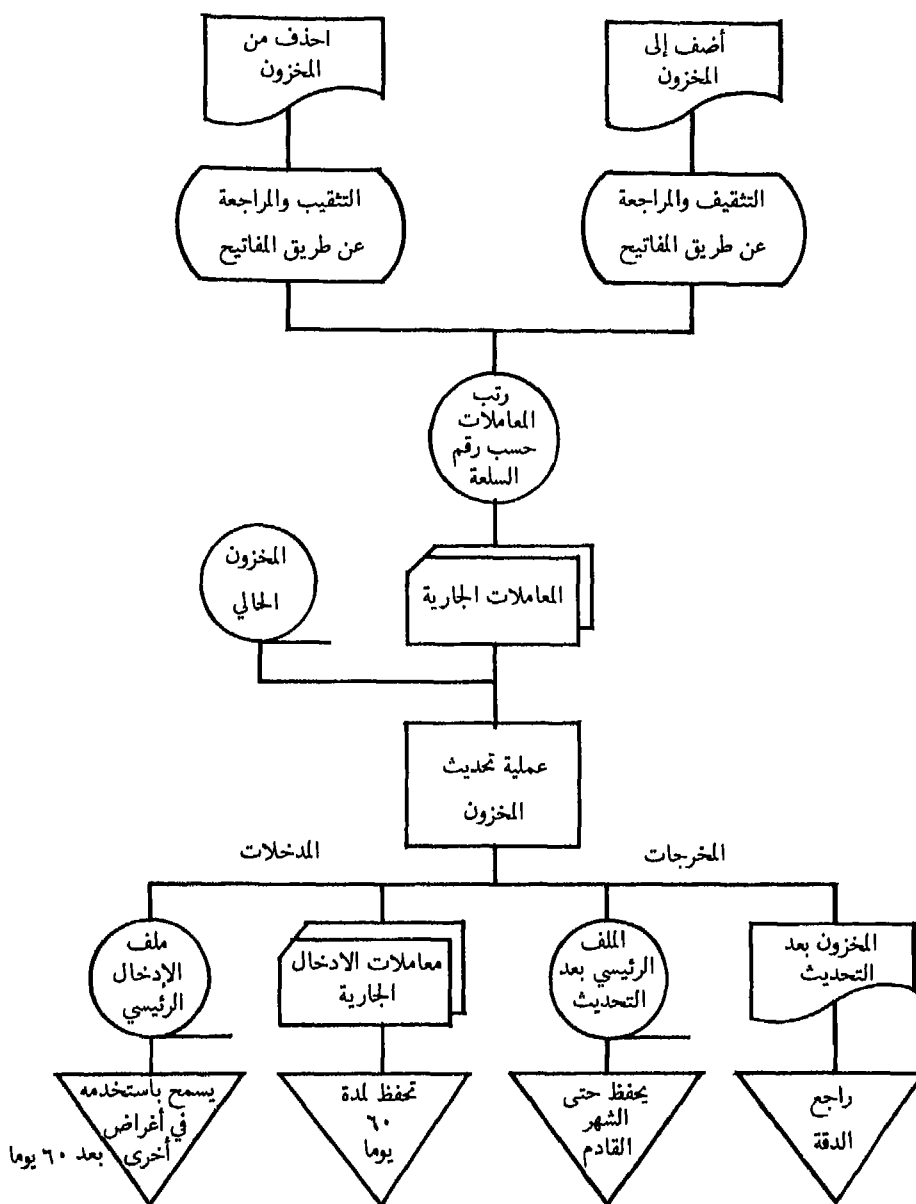 أضف إلى
المخزون
احذف من
المخزون
التثقيف والمراجعة
عن طريق المفاتيح
التثقيب والمراجعة
عن طريق المفاتيح
رتب
المعاملات
حسب رقم
السلعة
المخزون
الحالي
المعاملات الجارية
عملية تحديث
المخزون
المخرجات
المدخلات
المخزون بعد
التحديث
الملف
الرئيسي بعد
التحديث
معاملات الادخال
الجارية
ملف
الإدخال
الرئيسي
راجع
الدقة
يحفظ حتى
الشهر
القادم
تحفظ لمدة
٦٠
يوما
يسمح باستخدمه
في أغراض
أخرى بعد ٦٠ يوما